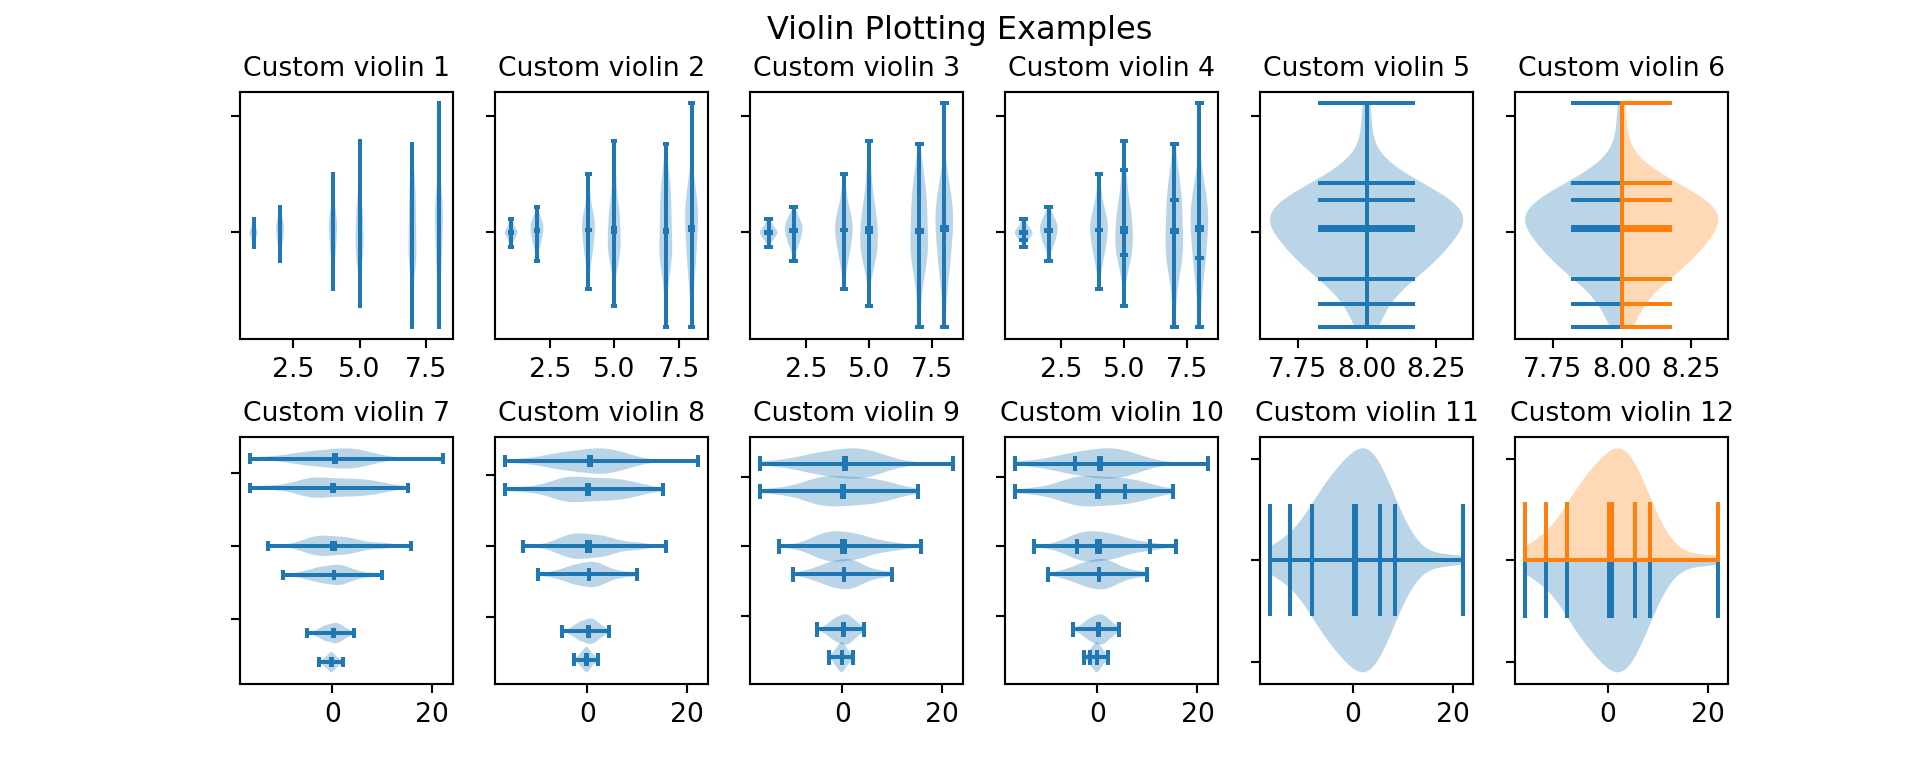 Violin Plotting Examples
Custom violin 1 Custom violin 2 Custom violin 3 Custom violin 4 Custom violin 5 Custom violin 6
2.5 5.0 7.5 2.5 5.0 7.5 2.5 5.0 7.5 2.5 5.0 7.5 7.75 8.00 8.25 7.75 8.00 8.25
Custom violin 7 Custom violin 8 Custom violin 9 Custom violin 10 Custom violin 11 Custom violin 12
0 20 0 20 0 20 0 20 0 20 0 20